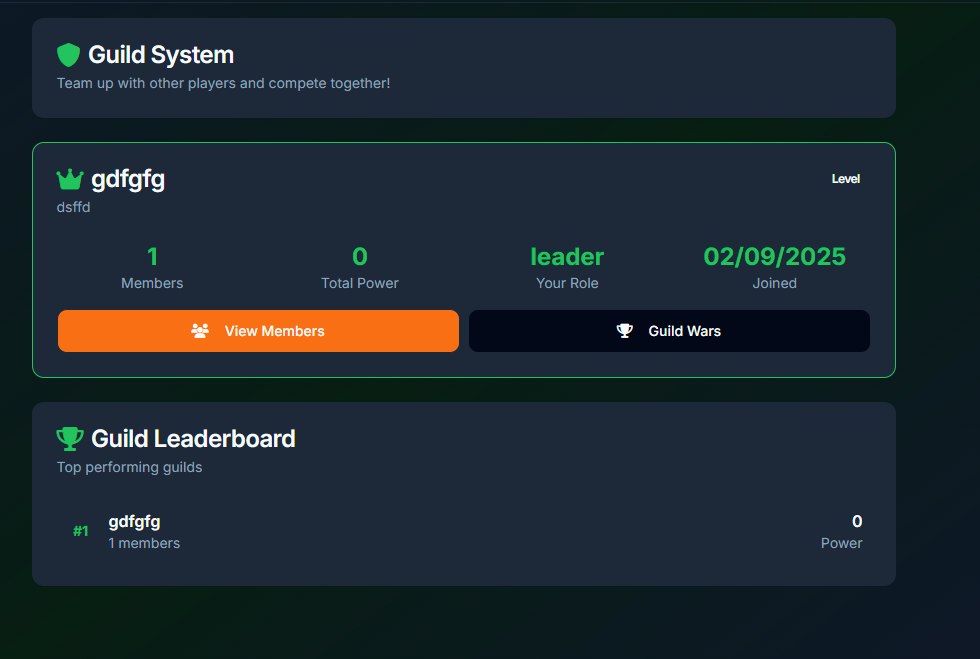 Guild System
Team up with other players and compete together!
gdfgfg
Level
dsffd
1
0
leader
02/09/2025
Members
Total Power
Your Role
Joined
View Members
Guild Wars
Guild Leaderboard
Top performing guilds
#1
gdfgfg
0
1 members
Power